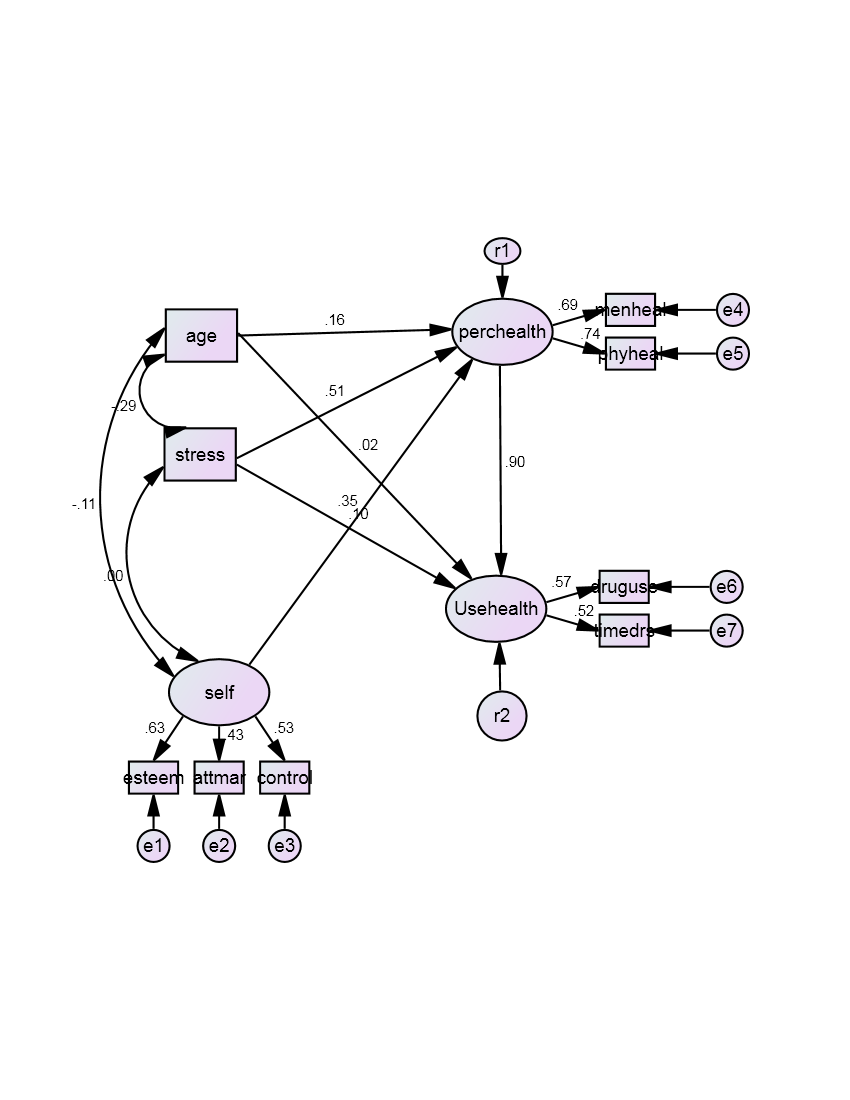 r1
.69
menheal
e4
.16
age
perchealth
.74
phyheal
e5
.51
-.29
.02
stress
.90
.35
.10
-.11
.00
.57
druguse
e6
Usehealth
.52
timedrs
e7
self
r2
.63
43
.53
esteem
attmar
control
e1
e2
e3